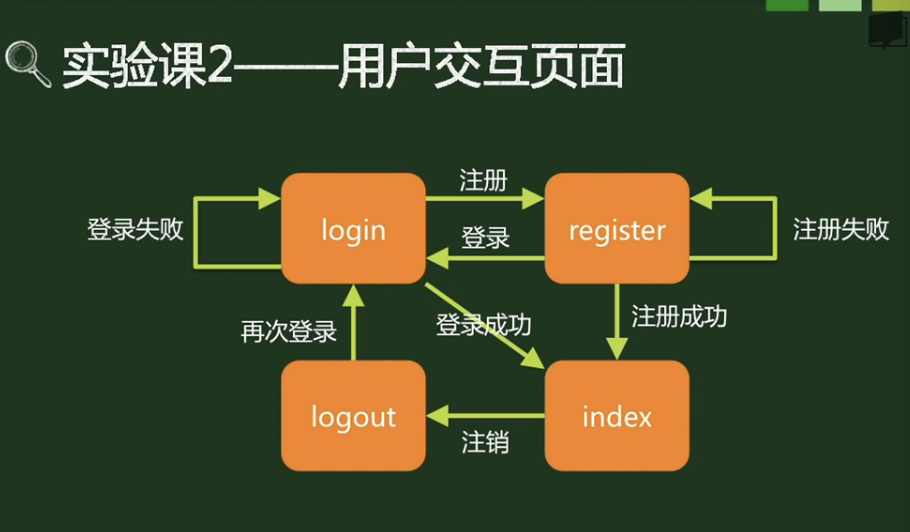 实验课2——用户交互页面
注册
登录失败
login
登录
register
注册失败
再次登录
登录成功
注册成功
logout
注销
index